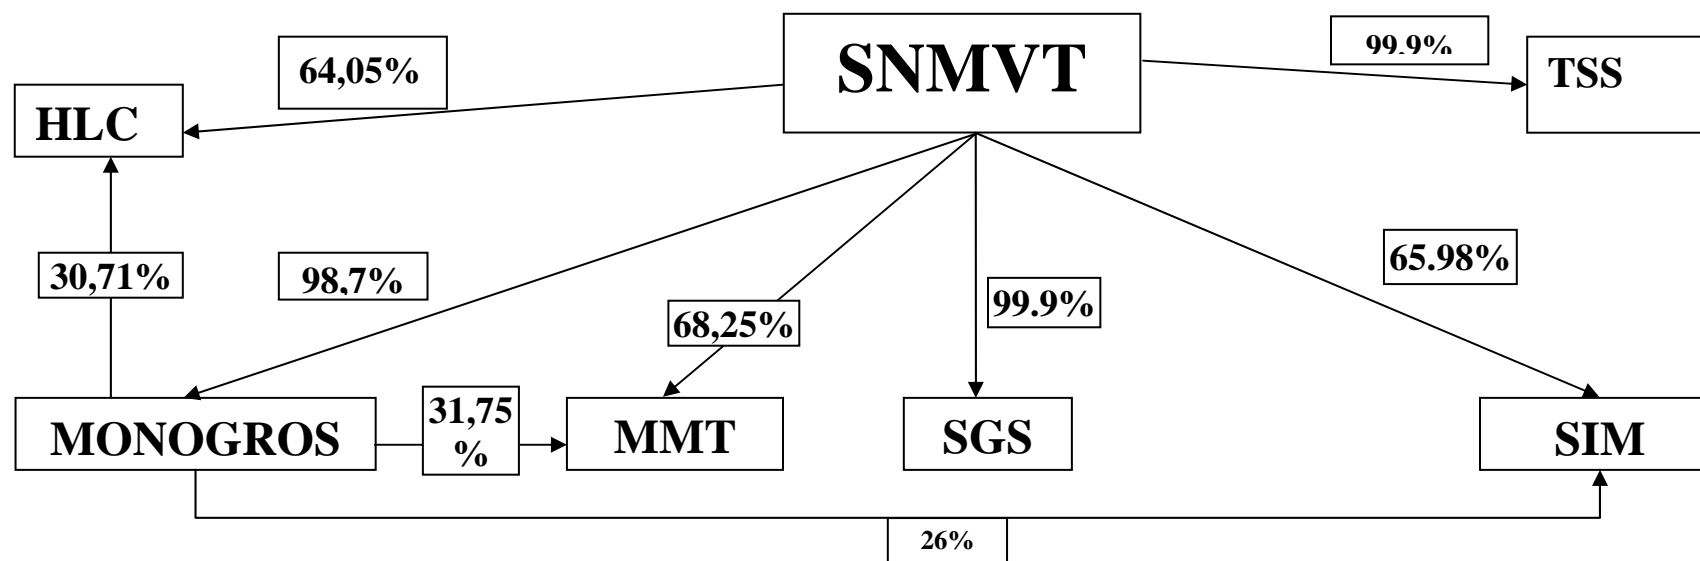 SNMVT
99.9%
TSS
64,05%
HLC
30,71%
98,7%
68,25%
99.9%
65.98%
MONOGROS
31,75
%
MMT
SGS
SIM
26%